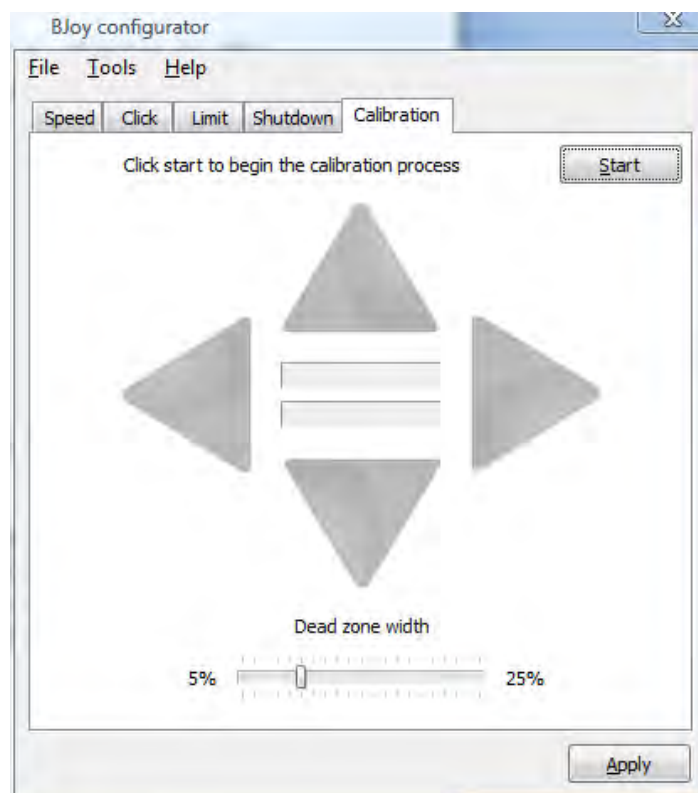 BJoy configurator
File Tools Help
Speed Click Limit Shutdown Calibration
Click start to begin the calibration process Start
Dead zone width
5% 25%
Apply